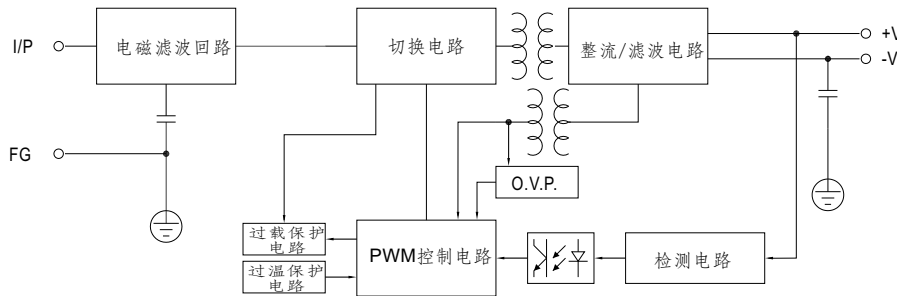 I/P
电磁滤波回路
切换电路
整流/滤波电路
+V
-V
FG
O.V.P.
过载保护
电路
过温保护
电路
PWM控制电路
检测电路